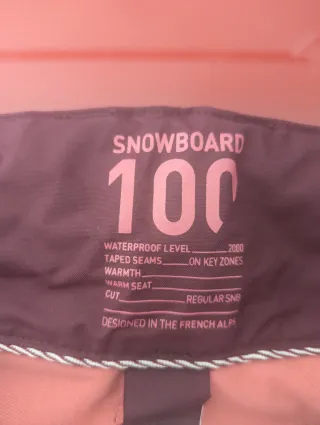 SNOWBOARD
100
WATERPROOF LEVEL 2000
TAPED SEAMS ON KEY ZONES
WARMTH
WARM SEAT
CUT REGULAR SNB
DESIGNED IN THE FRENCH ALPS